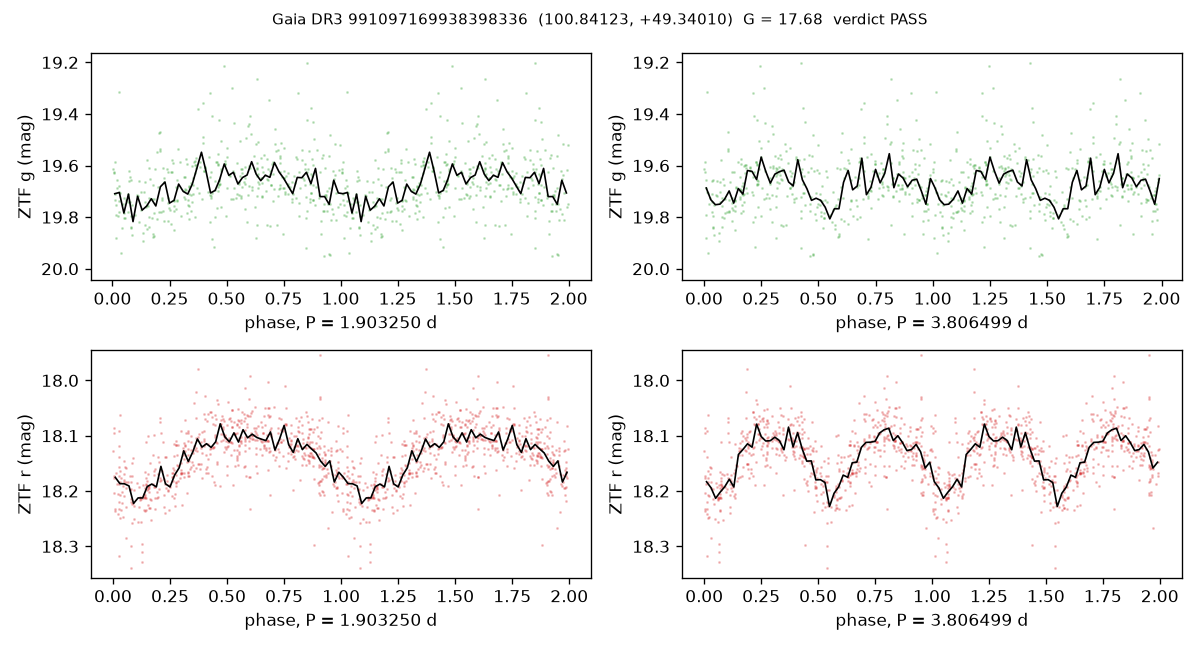 Gaia DR3 991097169938398336  (100.84123, +49.34010)  G = 17.68  verdict PASS
ZTF g (mag)
19.2
19.4
19.6
19.8
20.0
0.00 0.25 0.50 0.75 1.00 1.25 1.50 1.75 2.00
phase, P = 1.903250 d
ZTF g (mag)
19.2
19.4
19.6
19.8
20.0
0.00 0.25 0.50 0.75 1.00 1.25 1.50 1.75 2.00
phase, P = 3.806499 d
ZTF r (mag)
18.0
18.1
18.2
18.3
0.00 0.25 0.50 0.75 1.00 1.25 1.50 1.75 2.00
phase, P = 1.903250 d
ZTF r (mag)
18.0
18.1
18.2
18.3
0.00 0.25 0.50 0.75 1.00 1.25 1.50 1.75 2.00
phase, P = 3.806499 d